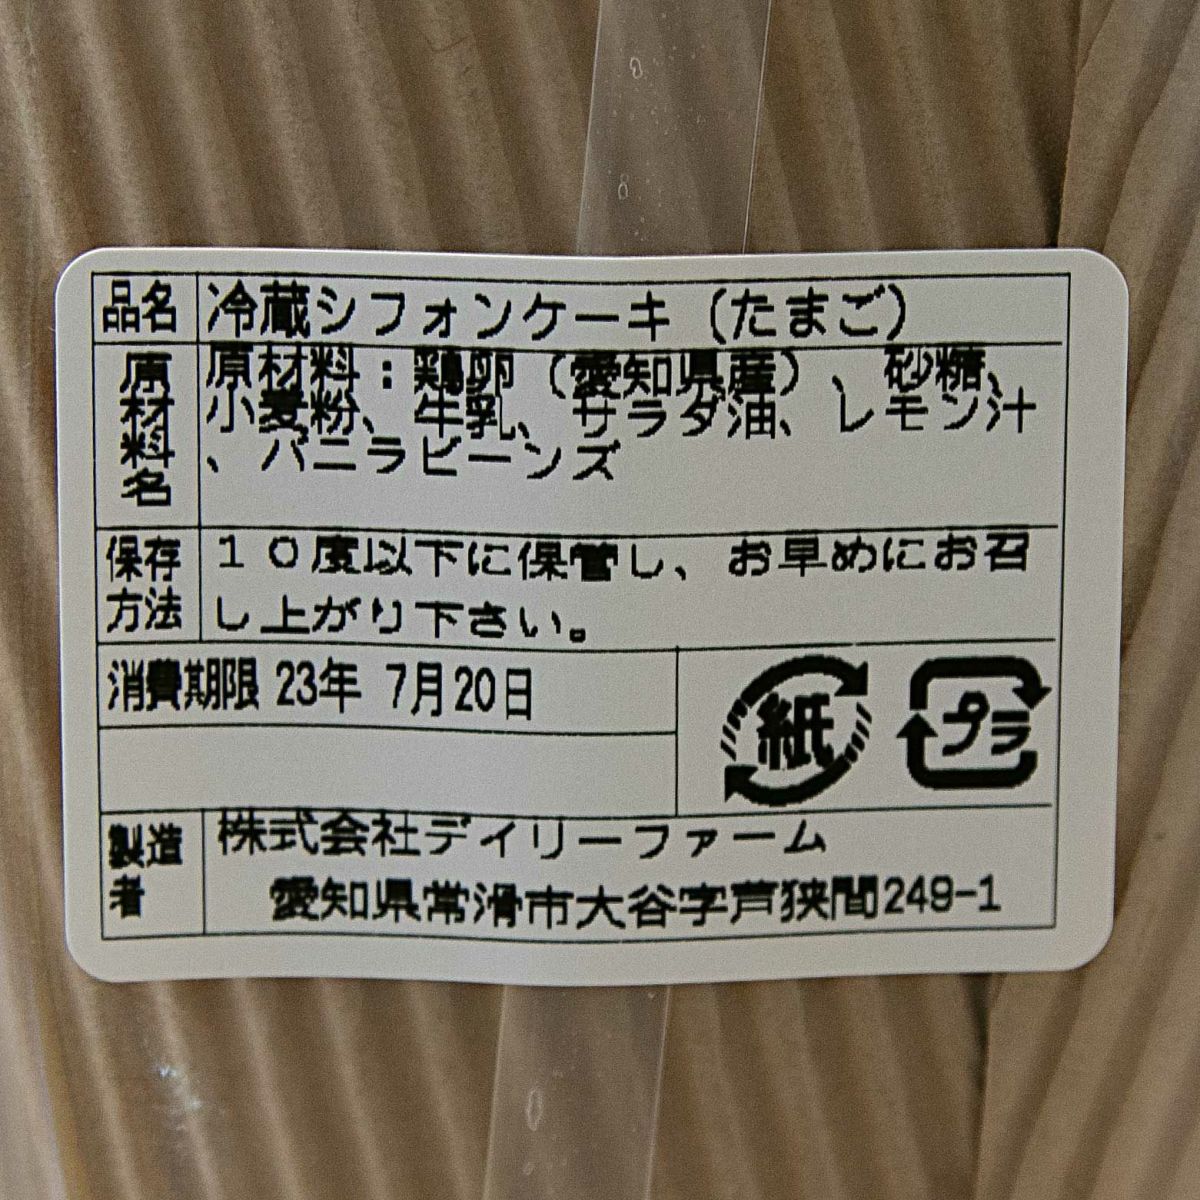 品名 冷蔵シフォンケーキ（たまご）
原材料名 原材料：鶏卵（愛知県産）、砂糖、
小麦粉、牛乳、サラダ油、レモン汁
、バニラビーンズ
保存方法 １０度以下に保管し、お早めにお召
し上がり下さい。
消費期限 23年 7月20日
紙 プラ
製造者 株式会社デイリーファーム
愛知県常滑市大谷字芦狭間249-1